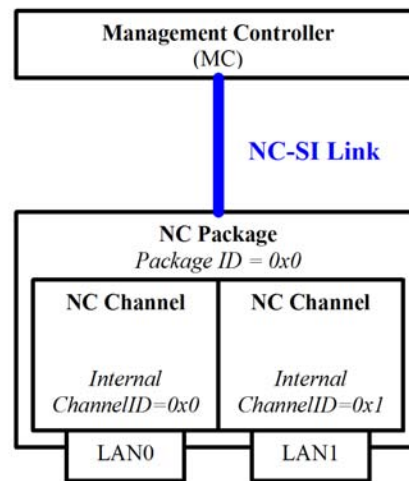 Management Controller
(MC)
NC-SI Link
NC Package
Package ID = 0x0
NC Channel
NC Channel
Internal
ChannelID=0x0
Internal
ChannelID=0x1
LAN0
LAN1